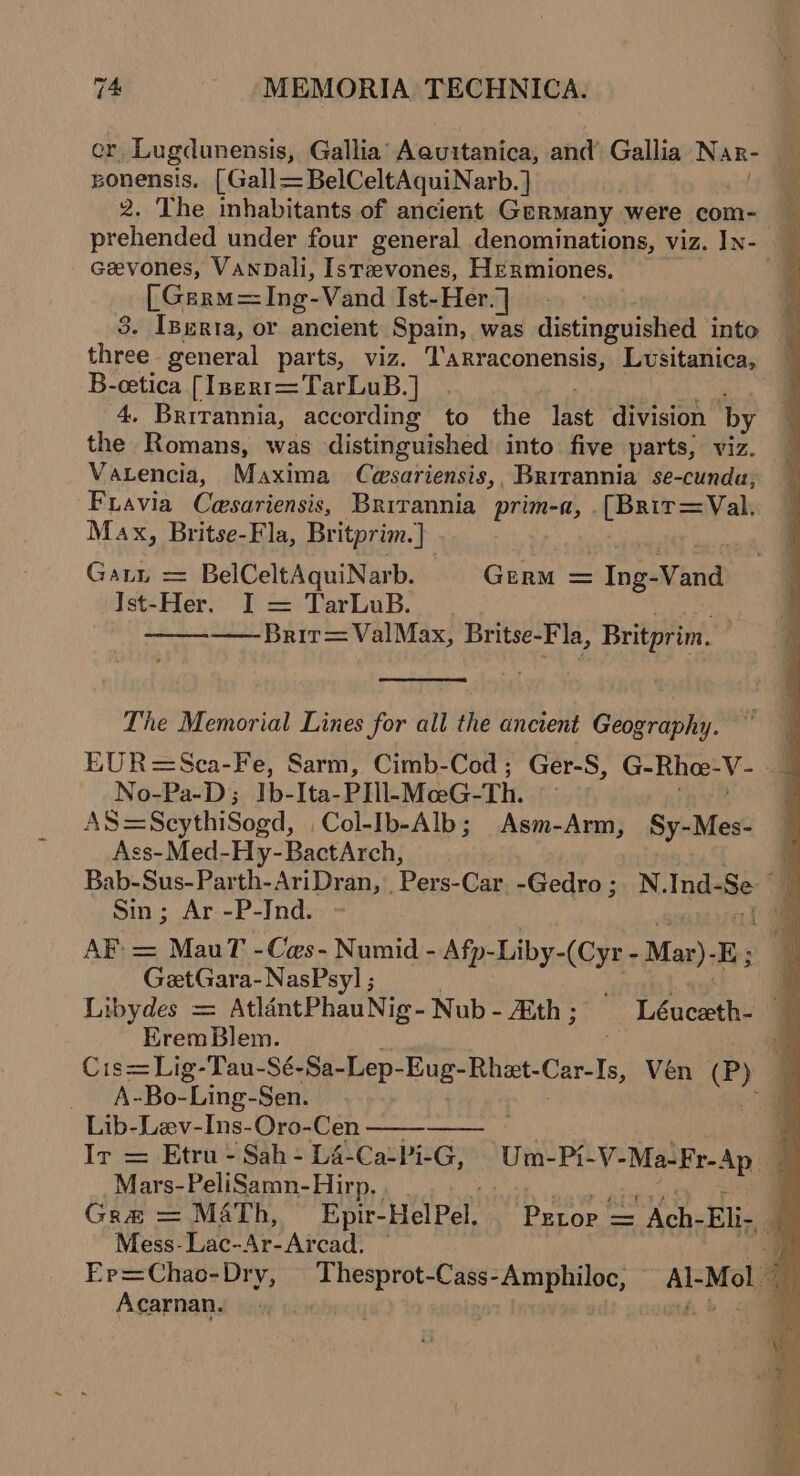 74 MEMORIA TECHNICA.
or Lugdunensis, Gallia Aquitanica, and Gallia Nar-
bonensis. [Gall=BelCeltAquiNarb.]
2. The inhabitants of ancient Germany were com-
prehended under four general denominations, viz. In-
gævones, Vandali, Istævones, Hermiones.
[Germ=Ing-Vand Ist-Her.]
3. Iberia, or ancient Spain, was distinguished into
three general parts, viz. Tarraconensis, Lusitanica,
B-œtica [Iberi=TarLuB.]
4. Britannia, according to the last division by
the Romans, was distinguished into five parts, viz.
Valencia, Maxima Cæsariensis, Britannia se-cunda,
Flavia Cæsariensis, Britannia prim-a, [Brit=Val.
Max, Britse-Fla, Britprim.]
Gall = BelCeltAquiNarb. Germ = Ing-Vand
Ist-Her. I = TarLuB.
——— Brit=ValMax, Britse-Fla, Britprim.
The Memorial Lines for all the ancient Geography.
EUR=Sca-Fe, Sarm, Cimb-Cod; Ger-S, G-Rhœ-V-
No-Pa-D; Ib-Ita-PIll-MœG-Th.
AS=ScythiSogd, Col-Ib-Alb; Asm-Arm, Sy-Mes-
Ass-Med-Hy-BactArch,
Bab-Sus-Parth-AriDran, Pers-Car-Gedro; N.Ind-Se
Sin; Ar-P-Ind.
AF = MauT-Cæs-Numid-Afp-Liby-(Cyr-Mar)-E;
GætGara-NasPsyl;
Libydes = AtlántPhauNig-Nub-Æth; Léucæth-
EremBlem.
Cis=Lig-Tau-Sé-Sa-Lep-Eug-Rhæt-Car-Is, Vén (P)
A-Bo-Ling-Sen.
Lib-Læv-Ins-Oro-Cen ———
It = Etru-Sah-Lá-Ca-Pi-G, Um-Pí-V-Ma-Fr-Ap
Mars-PeliSamn-Hirp.
Græ = MáTh, Epir-HelPel. Pelop = Ach-Eli-
Mess-Lac-Ar-Arcad.
Ep=Chao-Dry, Thesprot-Cass-Amphiloc, Al-Mol
Acarnan.